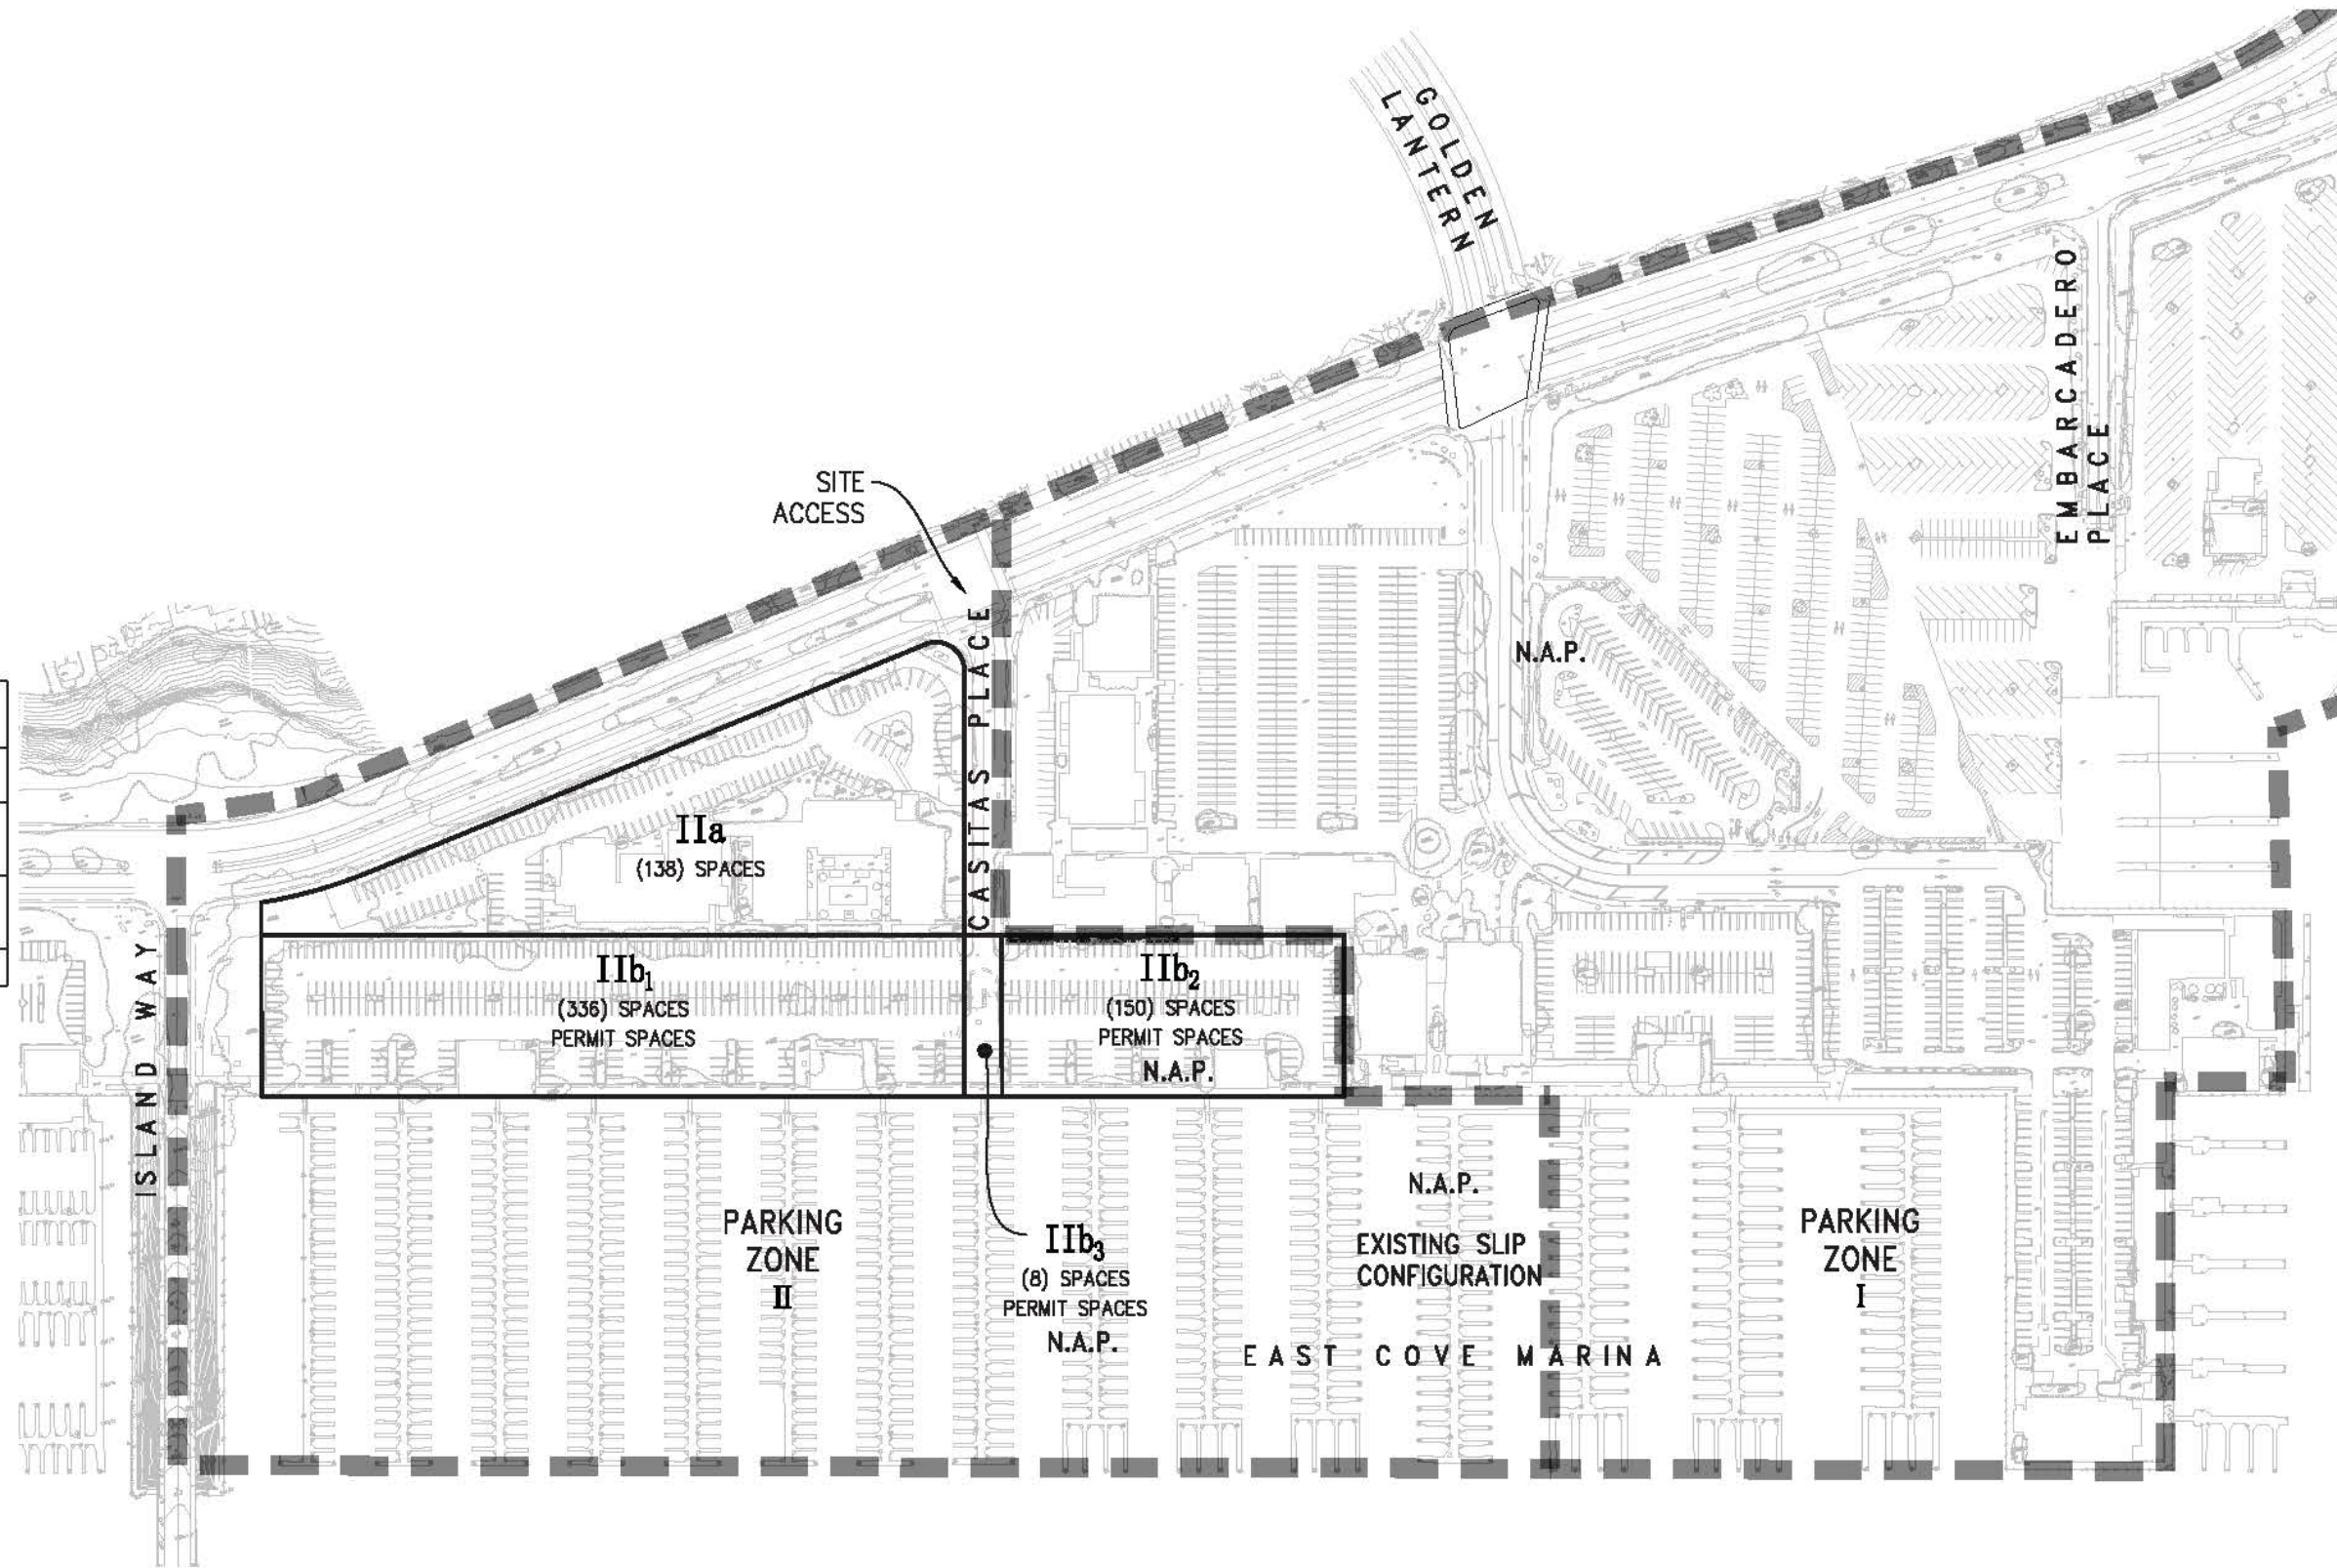 GOLDEN
LANTERN
EMBARCADERO
PLACE
SITE
ACCESS
CASITAS PLACE
N.A.P.
IIa
(138) SPACES
ISLAND WAY
IIb₁
(336) SPACES
PERMIT SPACES
IIb₂
(150) SPACES
PERMIT SPACES
N.A.P.
PARKING
ZONE
II
IIb₃
(8) SPACES
PERMIT SPACES
N.A.P.
N.A.P.
EXISTING SLIP
CONFIGURATION
PARKING
ZONE
I
EAST COVE MARINA